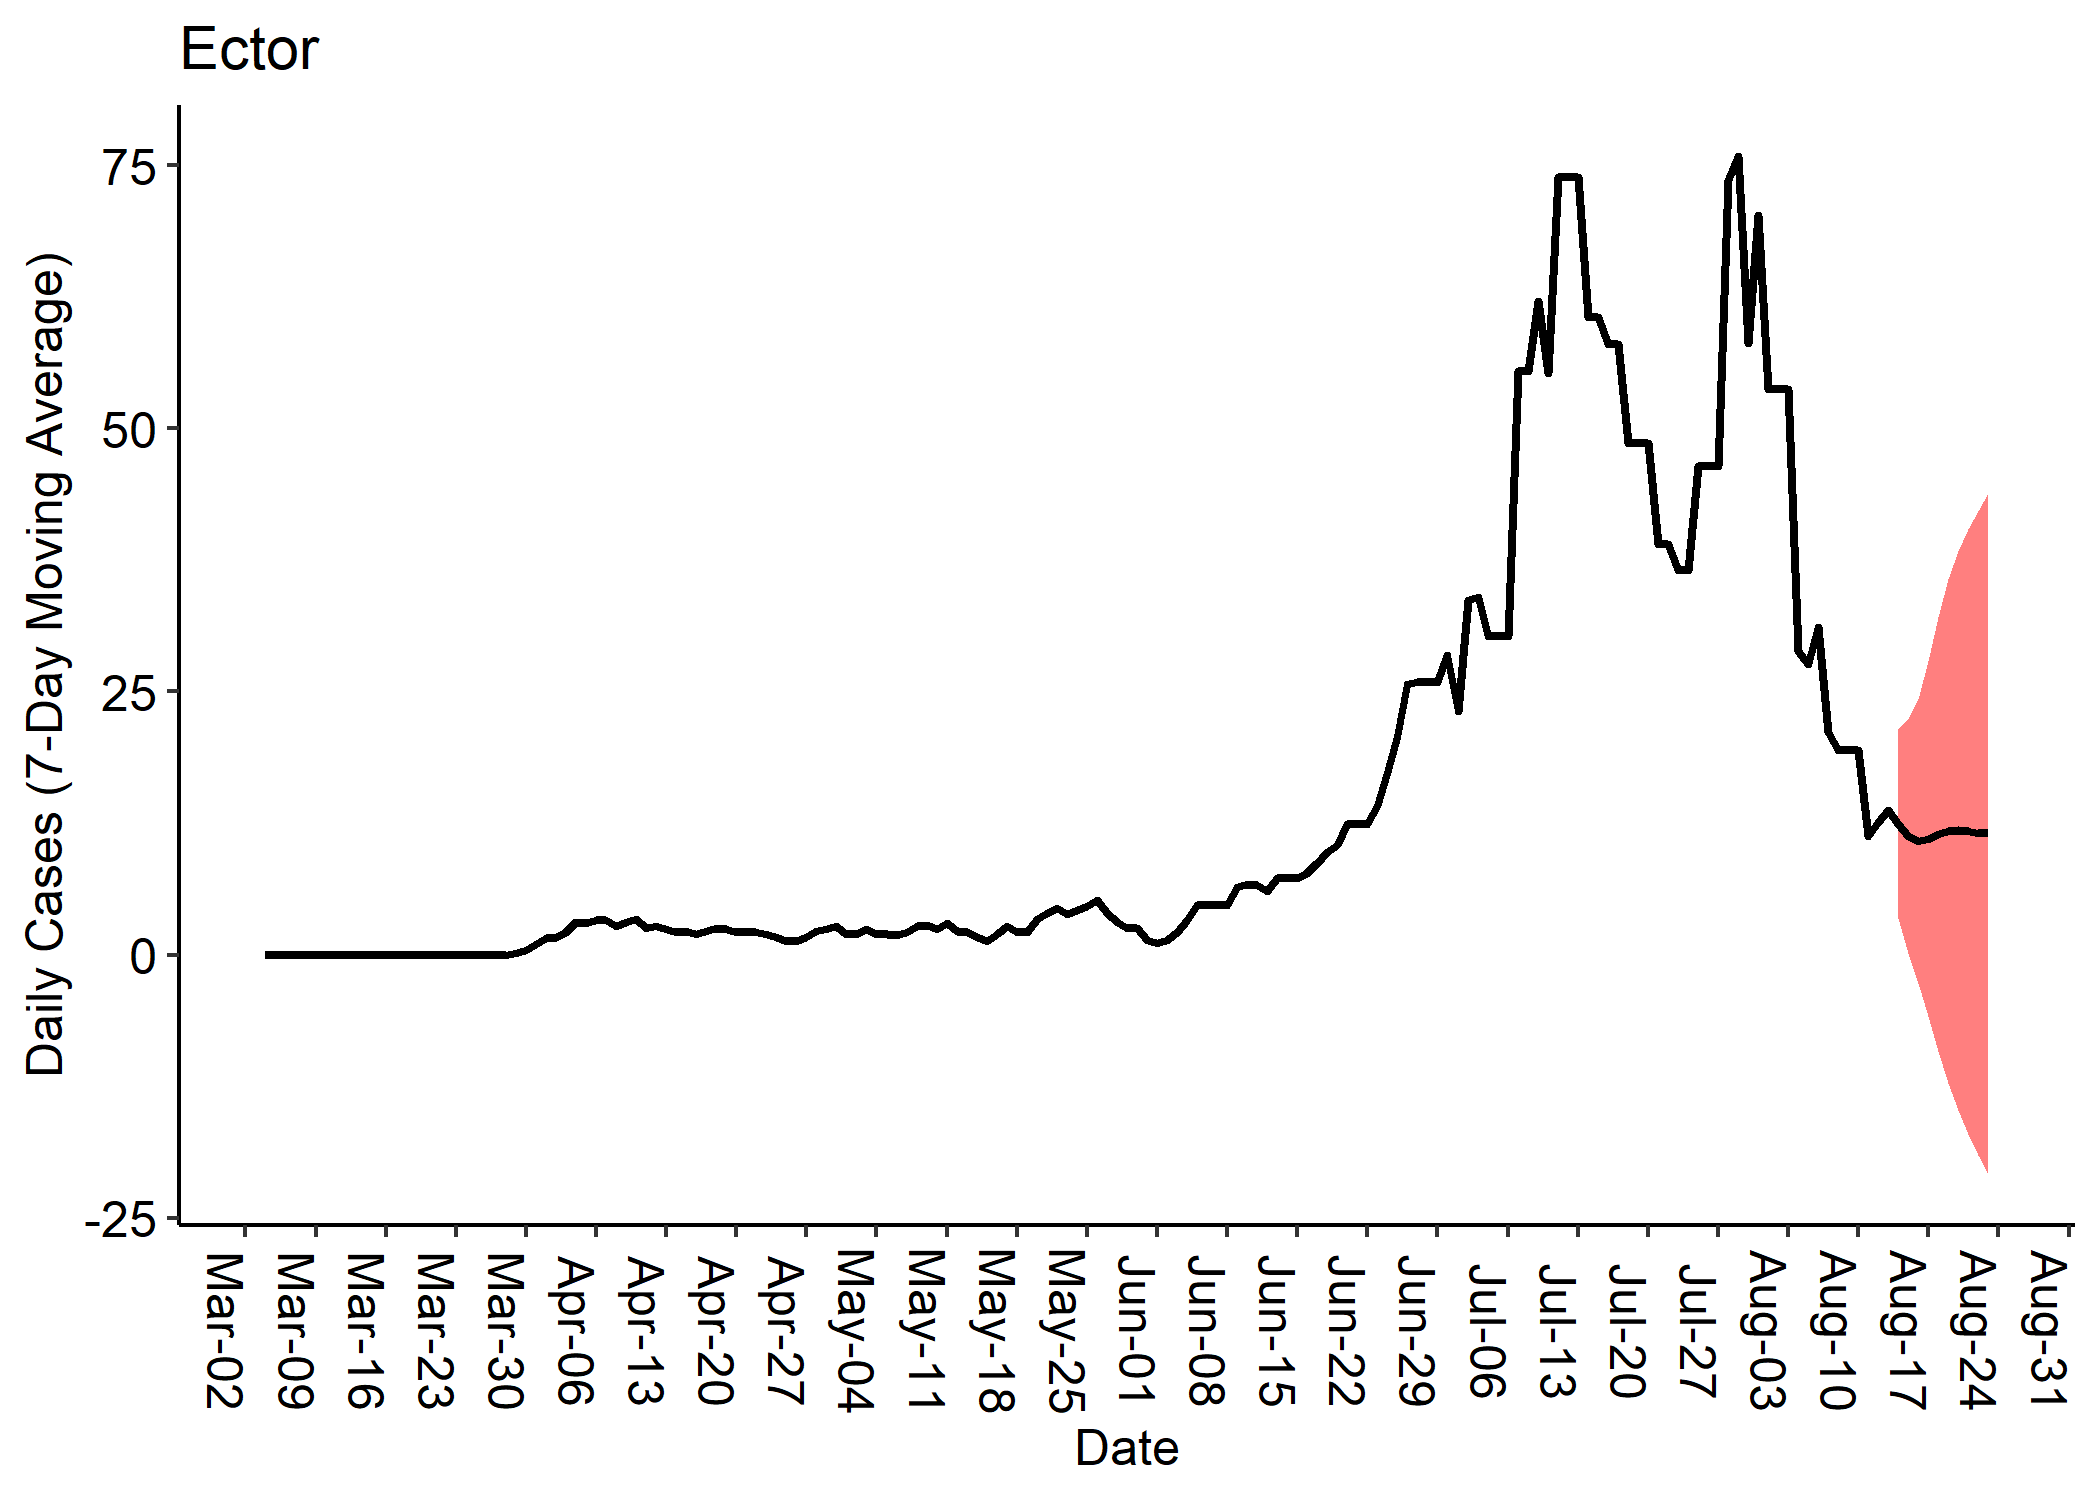 Ector
Daily Cases (7-Day Moving Average)
75
50
25
0
-25
Mar-02
Mar-09
Mar-16
Mar-23
Mar-30
Apr-06
Apr-13
Apr-20
Apr-27
May-04
May-11
May-18
May-25
Jun-01
Jun-08
Jun-15
Jun-22
Jun-29
Jul-06
Jul-13
Jul-20
Jul-27
Aug-03
Aug-10
Aug-17
Aug-24
Aug-31
Date